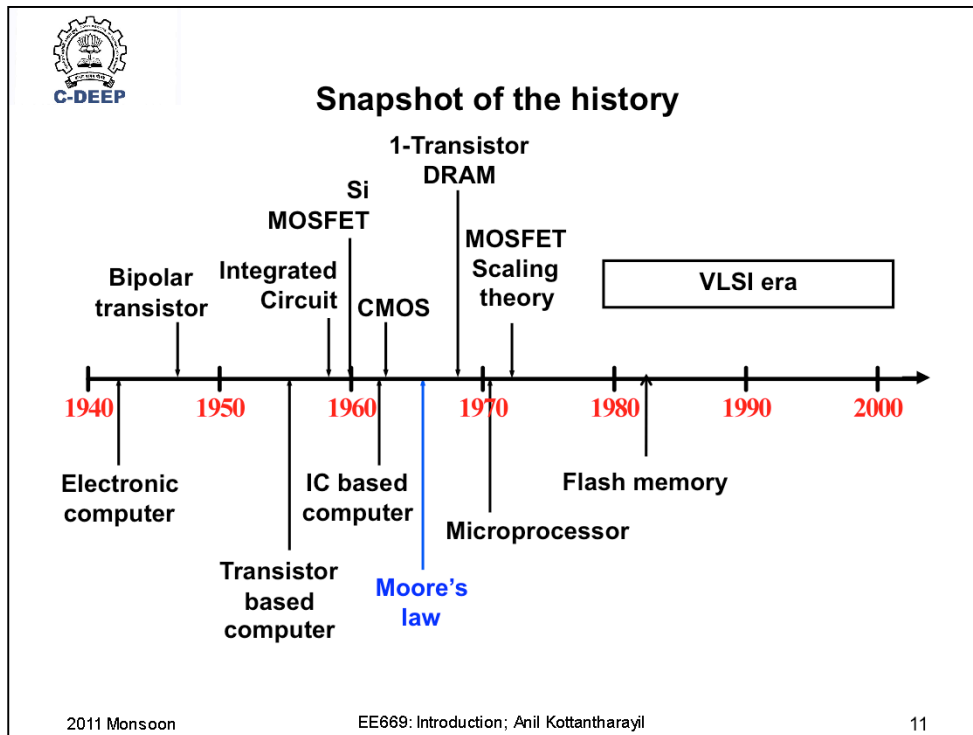 C-DEEP
Snapshot of the history
1-Transistor
DRAM
Si
MOSFET
MOSFET
Scaling
theory
Integrated
Circuit
Bipolar
transistor
CMOS
VLSI era
1940
1950
1960
1970
1980
1990
2000
Electronic
computer
IC based
computer
Flash memory
Microprocessor
Transistor
based
computer
Moore's
law
2011 Monsoon
EE669: Introduction; Anil Kottantharayil
11